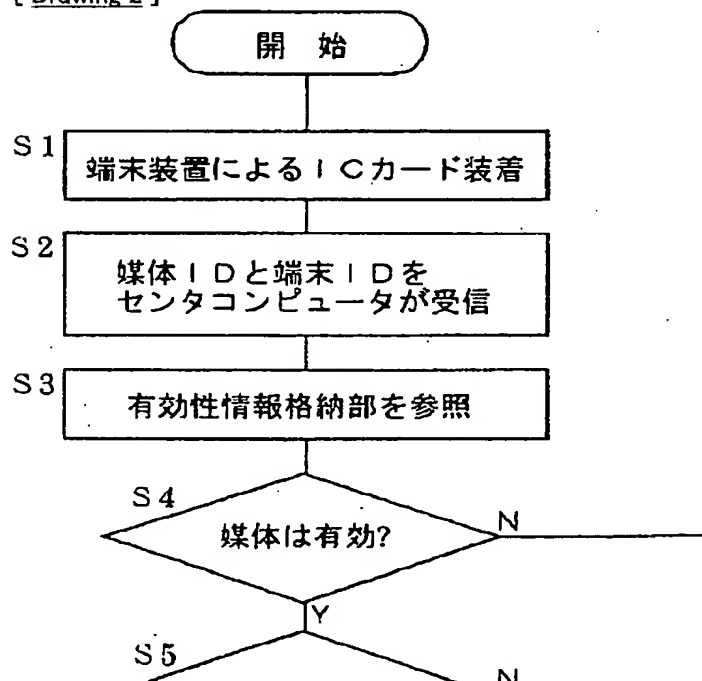 [ Drawing 2 ]
開 始
S1
端末装置によるICカード装着
S2
媒体IDと端末IDを
センタコンピュータが受信
S3
有効性情報格納部を参照
S4
媒体は有効?
N
Y
S5
N